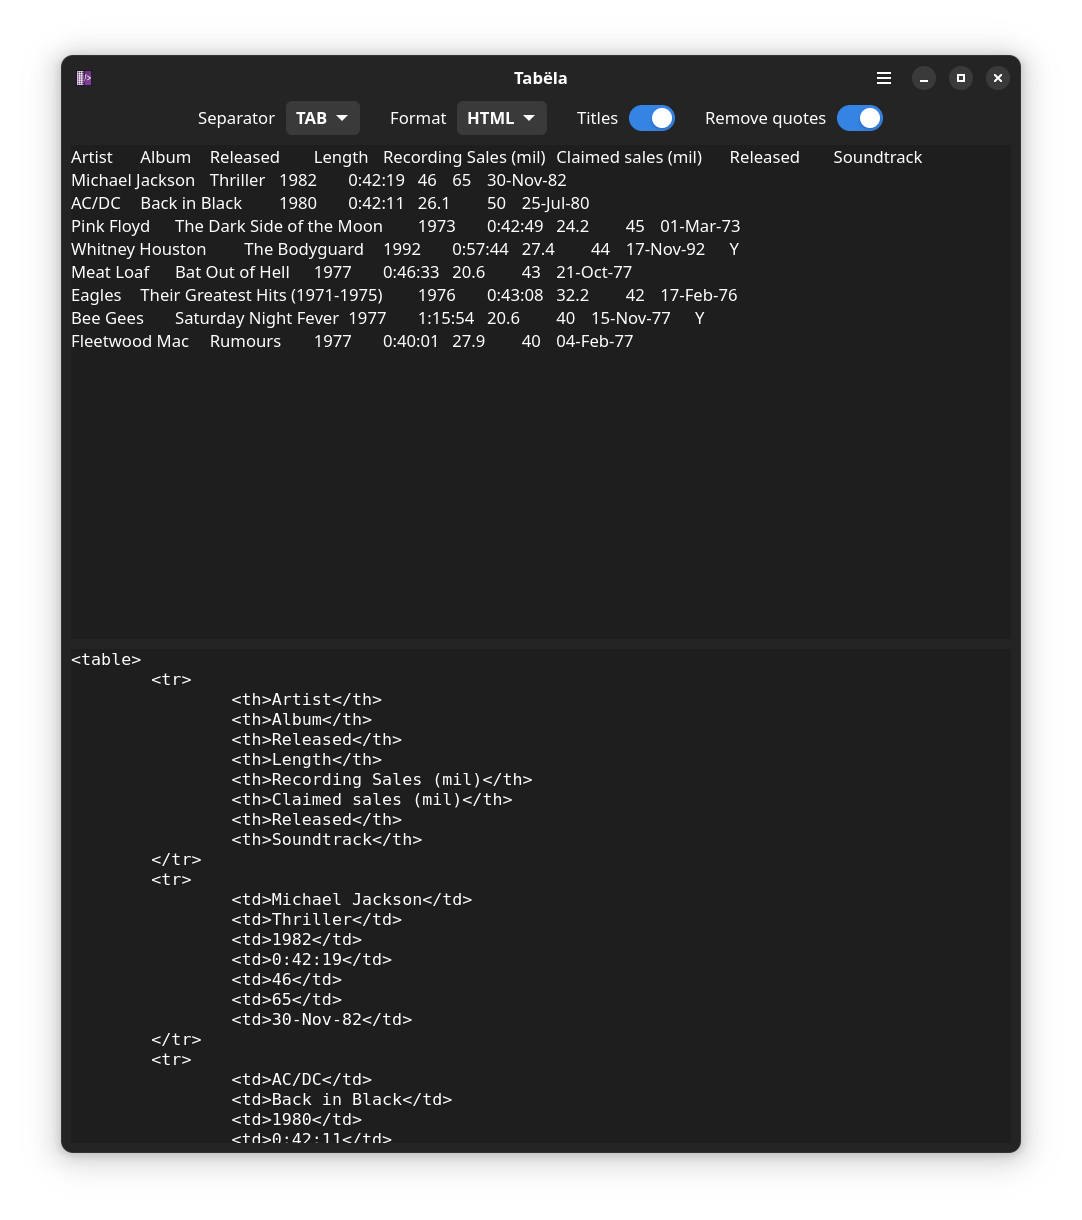 Tabëla
Separator TAB Format HTML Titles Remove quotes
Artist Album Released Length Recording Sales (mil) Claimed sales (mil) Released Soundtrack
Michael Jackson Thriller 1982 0:42:19 46 65 30-Nov-82
AC/DC Back in Black 1980 0:42:11 26.1 50 25-Jul-80
Pink Floyd The Dark Side of the Moon 1973 0:42:49 24.2 45 01-Mar-73
Whitney Houston The Bodyguard 1992 0:57:44 27.4 44 17-Nov-92 Y
Meat Loaf Bat Out of Hell 1977 0:46:33 20.6 43 21-Oct-77
Eagles Their Greatest Hits (1971-1975) 1976 0:43:08 32.2 42 17-Feb-76
Bee Gees Saturday Night Fever 1977 1:15:54 20.6 40 15-Nov-77 Y
Fleetwood Mac Rumours 1977 0:40:01 27.9 40 04-Feb-77
<table>
<tr>
<th>Artist</th>
<th>Album</th>
<th>Released</th>
<th>Length</th>
<th>Recording Sales (mil)</th>
<th>Claimed sales (mil)</th>
<th>Released</th>
<th>Soundtrack</th>
</tr>
<tr>
<td>Michael Jackson</td>
<td>Thriller</td>
<td>1982</td>
<td>0:42:19</td>
<td>46</td>
<td>65</td>
<td>30-Nov-82</td>
</tr>
<tr>
<td>AC/DC</td>
<td>Back in Black</td>
<td>1980</td>
<td>0:42:11</td>